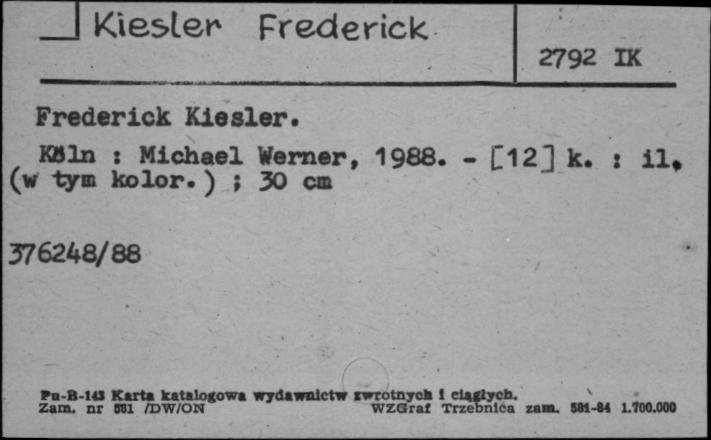 Kiesler Frederick
2792 IK
Frederick Kiesler.
Köln : Michael Werner, 1988. - [12] k. : il.
(w tym kolor.) ; 30 cm
376248/88
Pu-B-143 Karta katalogowa wydawnictw zwrotnych i ciągłych.
Zam. nr 581 /DW/ON WZGraf Trzebnica zam. 581-84 1.700.000